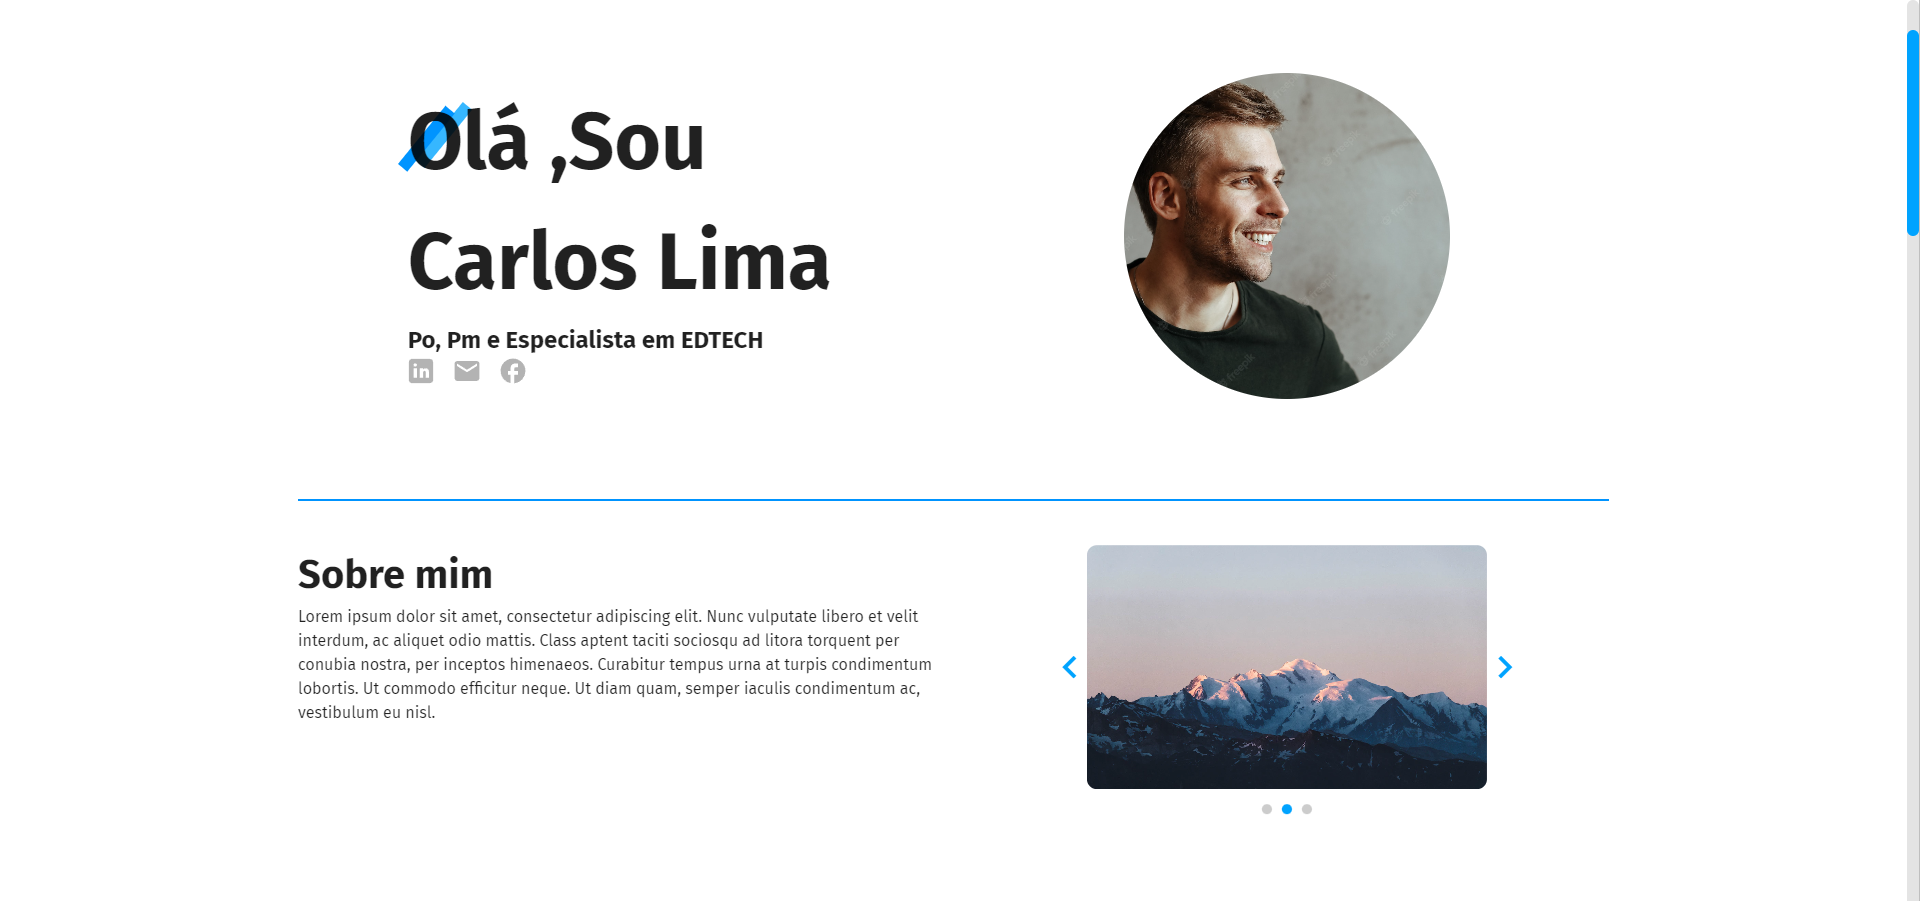 Olá ,Sou
Carlos Lima
Po, Pm e Especialista em EDTECH
in
Sobre mim
Lorem ipsum dolor sit amet, consectetur adipiscing elit. Nunc vulputate libero et velit
interdum, ac aliquet odio mattis. Class aptent taciti sociosqu ad litora torquent per
conubia nostra, per inceptos himenaeos. Curabitur tempus urna at turpis condimentum
lobortis. Ut commodo efficitur neque. Ut diam quam, semper iaculis condimentum ac,
vestibulum eu nisl.